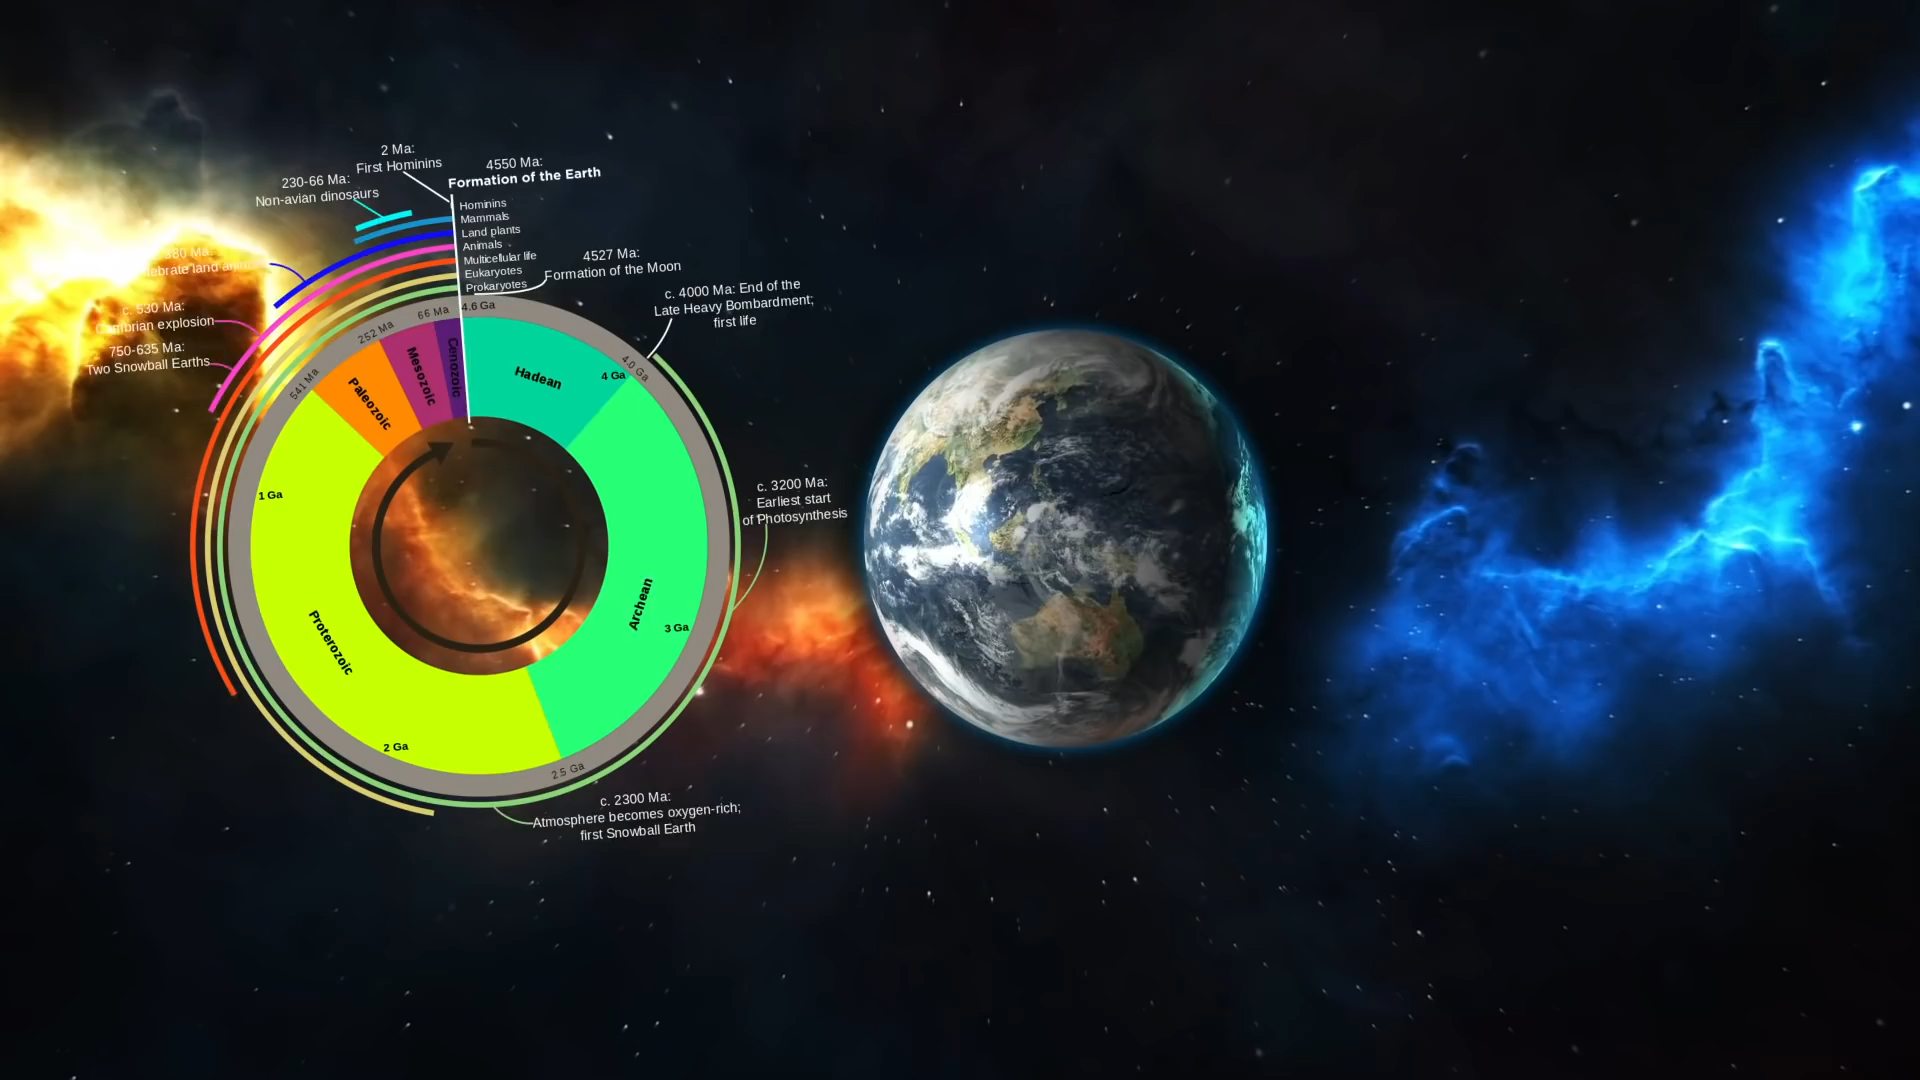 2 Ma:
First Hominins
4550 Ma:
Formation of the Earth
230-66 Ma:
Non-avian dinosaurs
Hominins
Mammals
Land plants
Animals
Multicellular life
Eukaryotes
Prokaryotes
4527 Ma:
Formation of the Moon
380 Ma:
c. 530 Ma:
Cambrian explosion
750-635 Ma:
Two Snowball Earths
c. 4000 Ma: End of the
Late Heavy Bombardment;
first life
4.6 Ga
66 Ma
252 Ma
541 Ma
4.0 Ga
Hadean
4 Ga
Cenozoic
Mesozoic
Paleozoic
1 Ga
c. 3200 Ma:
Earliest start
of Photosynthesis
Archean
3 Ga
Proterozoic
2 Ga
2.5 Ga
c. 2300 Ma:
Atmosphere becomes oxygen-rich;
first Snowball Earth